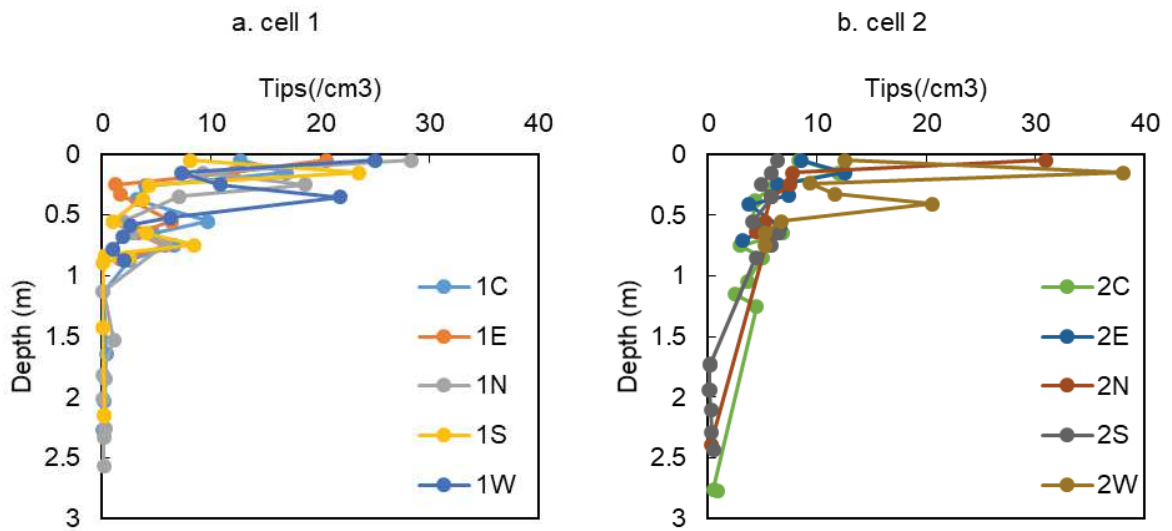 a. cell 1
b. cell 2
Tips(/cm3)
Tips(/cm3)
0 10 20 30 40
0 10 20 30 40
0
0.5
1
1.5
2
2.5
3
Depth (m)
1C
1E
1N
1S
1W
0
0.5
1
1.5
2
2.5
3
Depth (m)
2C
2E
2N
2S
2W